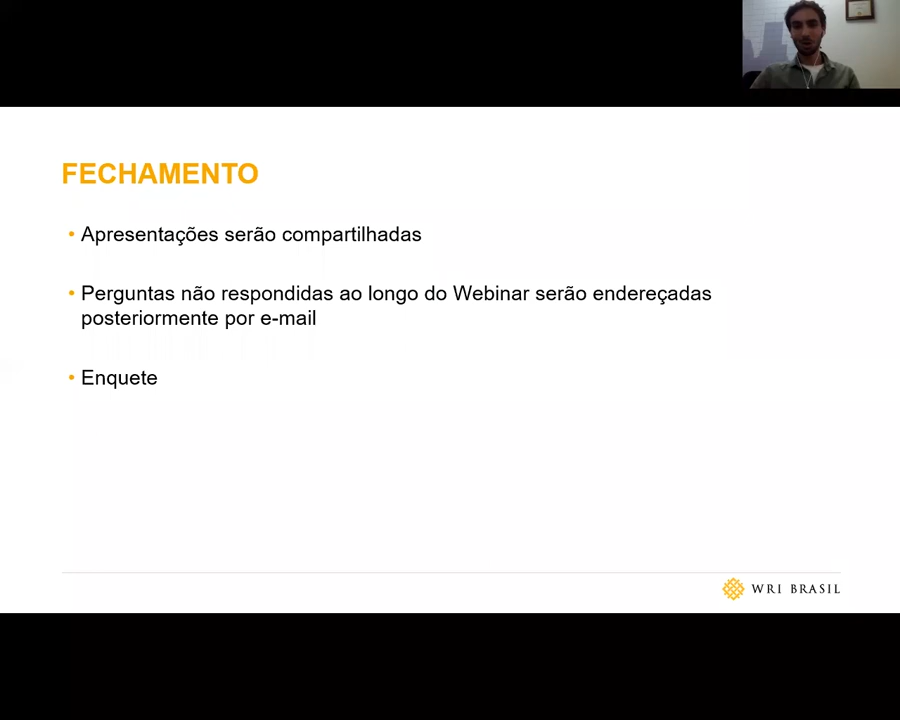 FECHAMENTO
• Apresentações serão compartilhadas
• Perguntas não respondidas ao longo do Webinar serão endereçadas
posteriormente por e-mail
• Enquete
WRI BRASIL